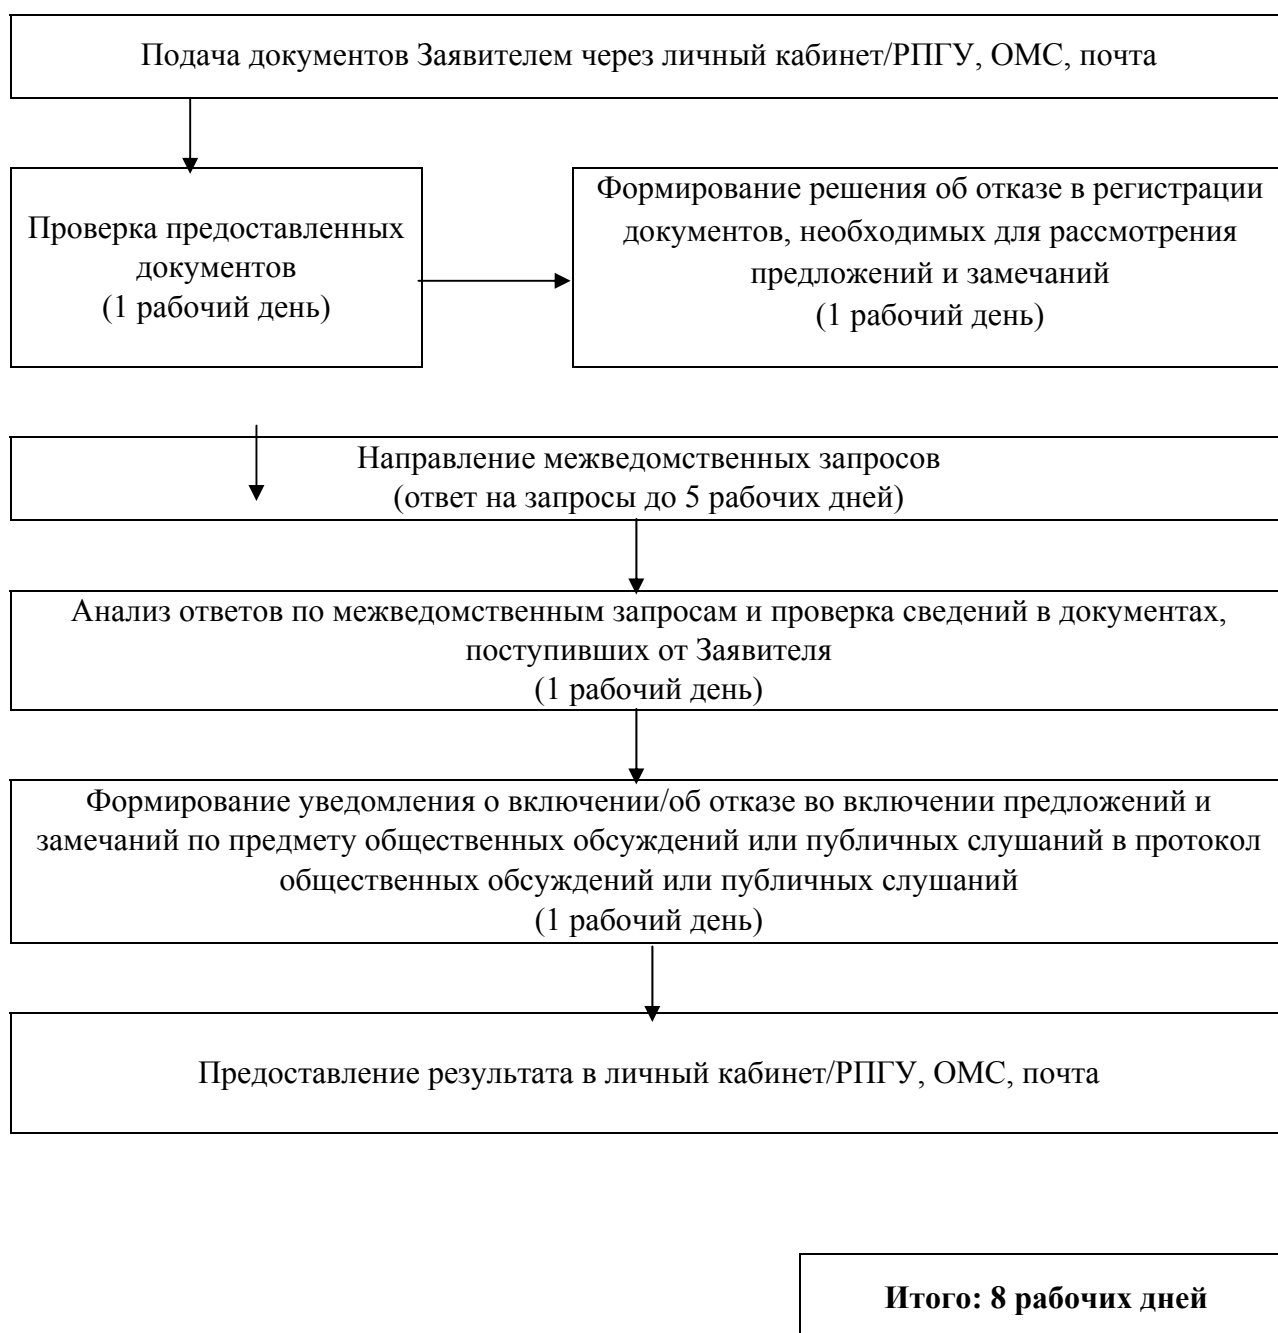 Подача документов Заявителем через личный кабинет/РПГУ, ОМС, почта
Проверка предоставленных
документов
(1 рабочий день)
Формирование решения об отказе в регистрации
документов, необходимых для рассмотрения
предложений и замечаний
(1 рабочий день)
Направление межведомственных запросов
(ответ на запросы до 5 рабочих дней)
Анализ ответов по межведомственным запросам и проверка сведений в документах,
поступивших от Заявителя
(1 рабочий день)
Формирование уведомления о включении/об отказе во включении предложений и
замечаний по предмету общественных обсуждений или публичных слушаний в протокол
общественных обсуждений или публичных слушаний
(1 рабочий день)
Предоставление результата в личный кабинет/РПГУ, ОМС, почта
Итого: 8 рабочих дней